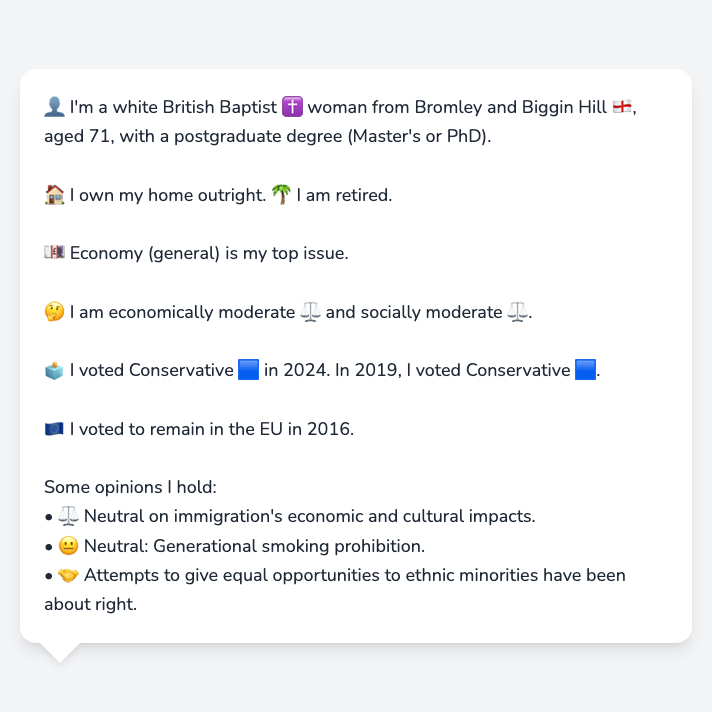 👤 I'm a white British Baptist ✝️ woman from Bromley and Biggin Hill 🏴󠁧󠁢󠁥󠁮󠁧󠁿,
aged 71, with a postgraduate degree (Master's or PhD).
🏠 I own my home outright. 🌴 I am retired.
💷 Economy (general) is my top issue.
🤔 I am economically moderate ⚖️ and socially moderate ⚖️.
🗳️ I voted Conservative 🟦 in 2024. In 2019, I voted Conservative 🟦.
🇪🇺 I voted to remain in the EU in 2016.
Some opinions I hold:
• ⚖️ Neutral on immigration's economic and cultural impacts.
• 😐 Neutral: Generational smoking prohibition.
• 🤝 Attempts to give equal opportunities to ethnic minorities have been
about right.